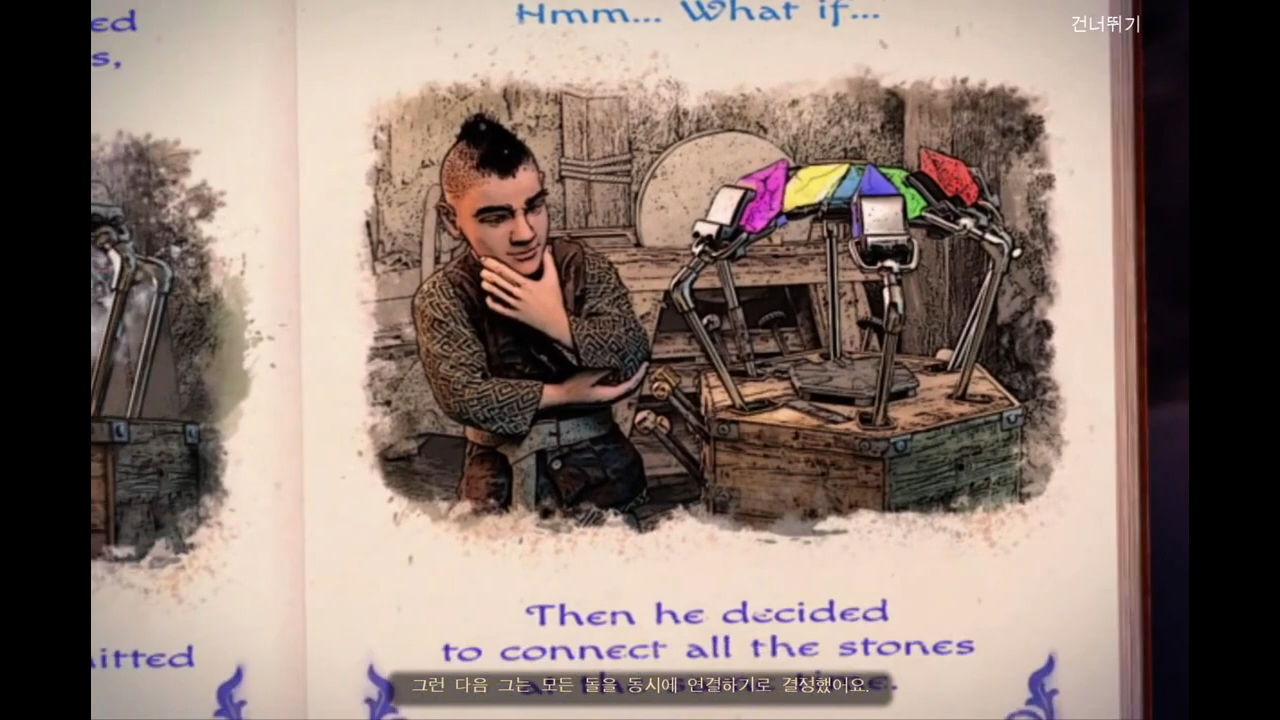 ed
s,
itted
Hmm... What if...
건너뛰기
Then he decided
to connect all the stones
그런 다음 그는 모든 돌을 동시에 연결하기로 결정했어요.